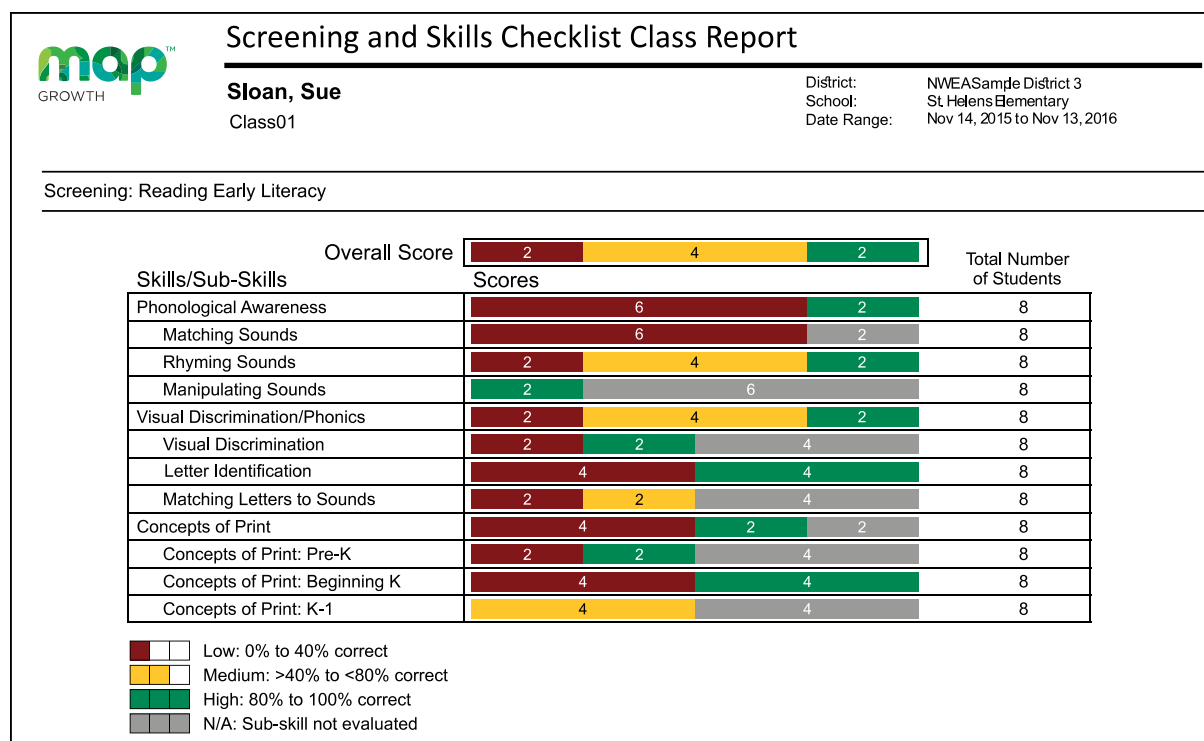 map™
GROWTH
Screening and Skills Checklist Class Report
Sloan, Sue
Class01
District: NWEASample District 3
School: St. Helens Elementary
Date Range: Nov 14, 2015 to Nov 13, 2016
Screening: Reading Early Literacy
Overall Score 2 4 2
Total Number
of Students
Skills/Sub-Skills Scores
Phonological Awareness 6 2 8
Matching Sounds 6 2 8
Rhyming Sounds 2 4 2 8
Manipulating Sounds 2 6 8
Visual Discrimination/Phonics 2 4 2 8
Visual Discrimination 2 2 4 8
Letter Identification 4 4 8
Matching Letters to Sounds 2 2 4 8
Concepts of Print 4 2 2 8
Concepts of Print: Pre-K 2 2 4 8
Concepts of Print: Beginning K 4 4 8
Concepts of Print: K-1 4 4 8
Low: 0% to 40% correct
Medium: >40% to <80% correct
High: 80% to 100% correct
N/A: Sub-skill not evaluated